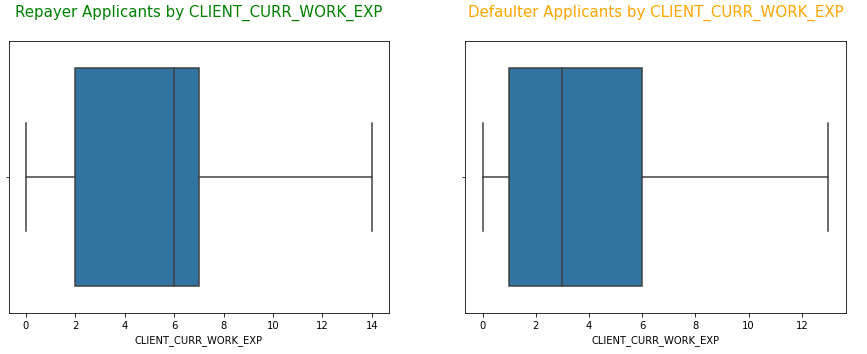 Repayer Applicants by CLIENT_CURR_WORK_EXP
0 2 4 6 8 10 12 14
CLIENT_CURR_WORK_EXP
Defaulter Applicants by CLIENT_CURR_WORK_EXP
0 2 4 6 8 10 12
CLIENT_CURR_WORK_EXP